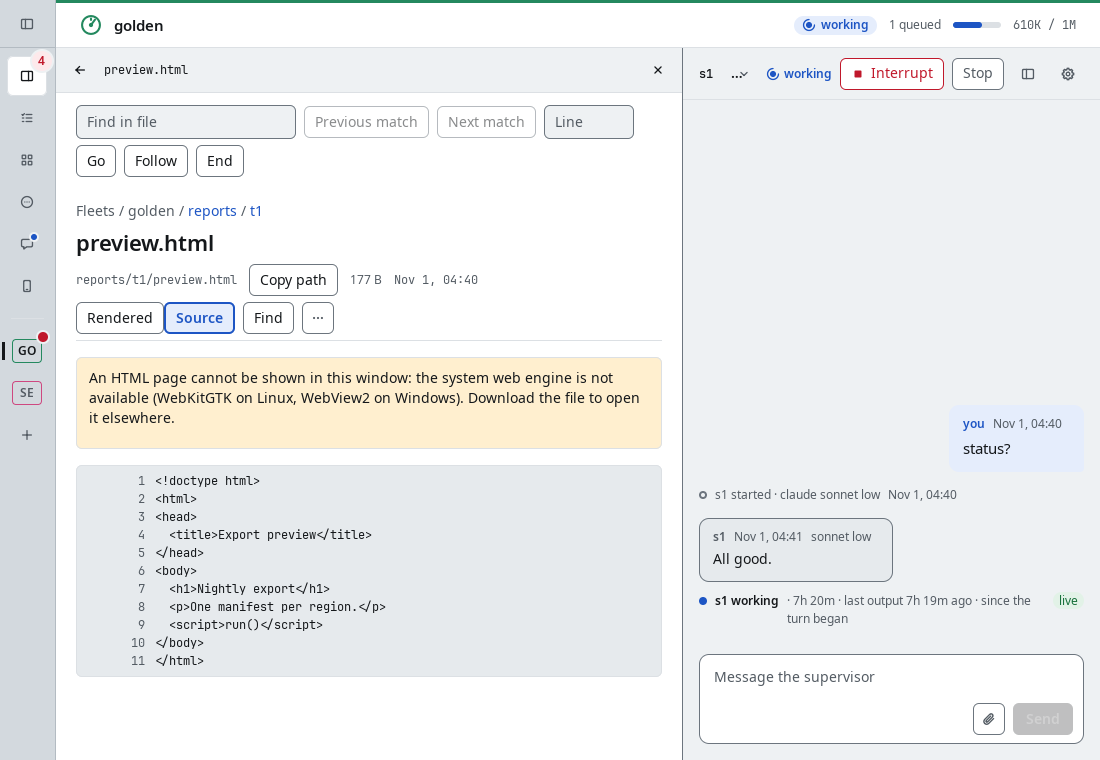 golden
working
1 queued
610K / 1M
4
GO
SE
preview.html
Find in file
Previous match
Next match
Line
Go
Follow
End
Fleets / golden / reports / t1
preview.html
reports/t1/preview.html
Copy path
177 B
Nov 1, 04:40
Rendered
Source
Find
···
An HTML page cannot be shown in this window: the system web engine is not
available (WebKitGTK on Linux, WebView2 on Windows). Download the file to open
it elsewhere.
1 <!doctype html>
2 <html>
3 <head>
4   <title>Export preview</title>
5 </head>
6 <body>
7   <h1>Nightly export</h1>
8   <p>One manifest per region.</p>
9   <script>run()</script>
10 </body>
11 </html>
s1
...
working
Interrupt
Stop
you Nov 1, 04:40
status?
s1 started · claude sonnet low Nov 1, 04:40
s1 Nov 1, 04:41 sonnet low
All good.
s1 working · 7h 20m · last output 7h 19m ago · since the
turn began
live
Message the supervisor
Send